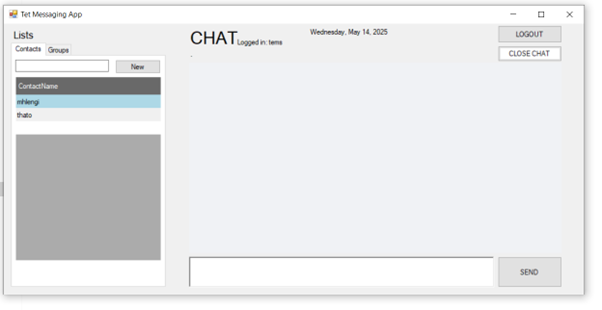 Tet Messaging App
Lists
Contacts Groups
New
ContactName
mhlengi
thato
CHAT Logged in: tems
Wednesday, May 14, 2025
LOGOUT
CLOSE CHAT
SEND